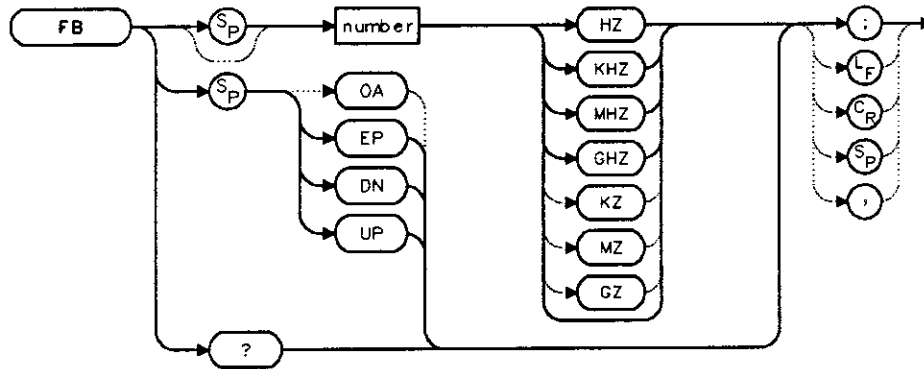 FB
SP
number
HZ
;
KHZ
LF
MHZ
CR
GHZ
SP
KZ
,
MZ
GZ
SP
OA
EP
DN
UP
?